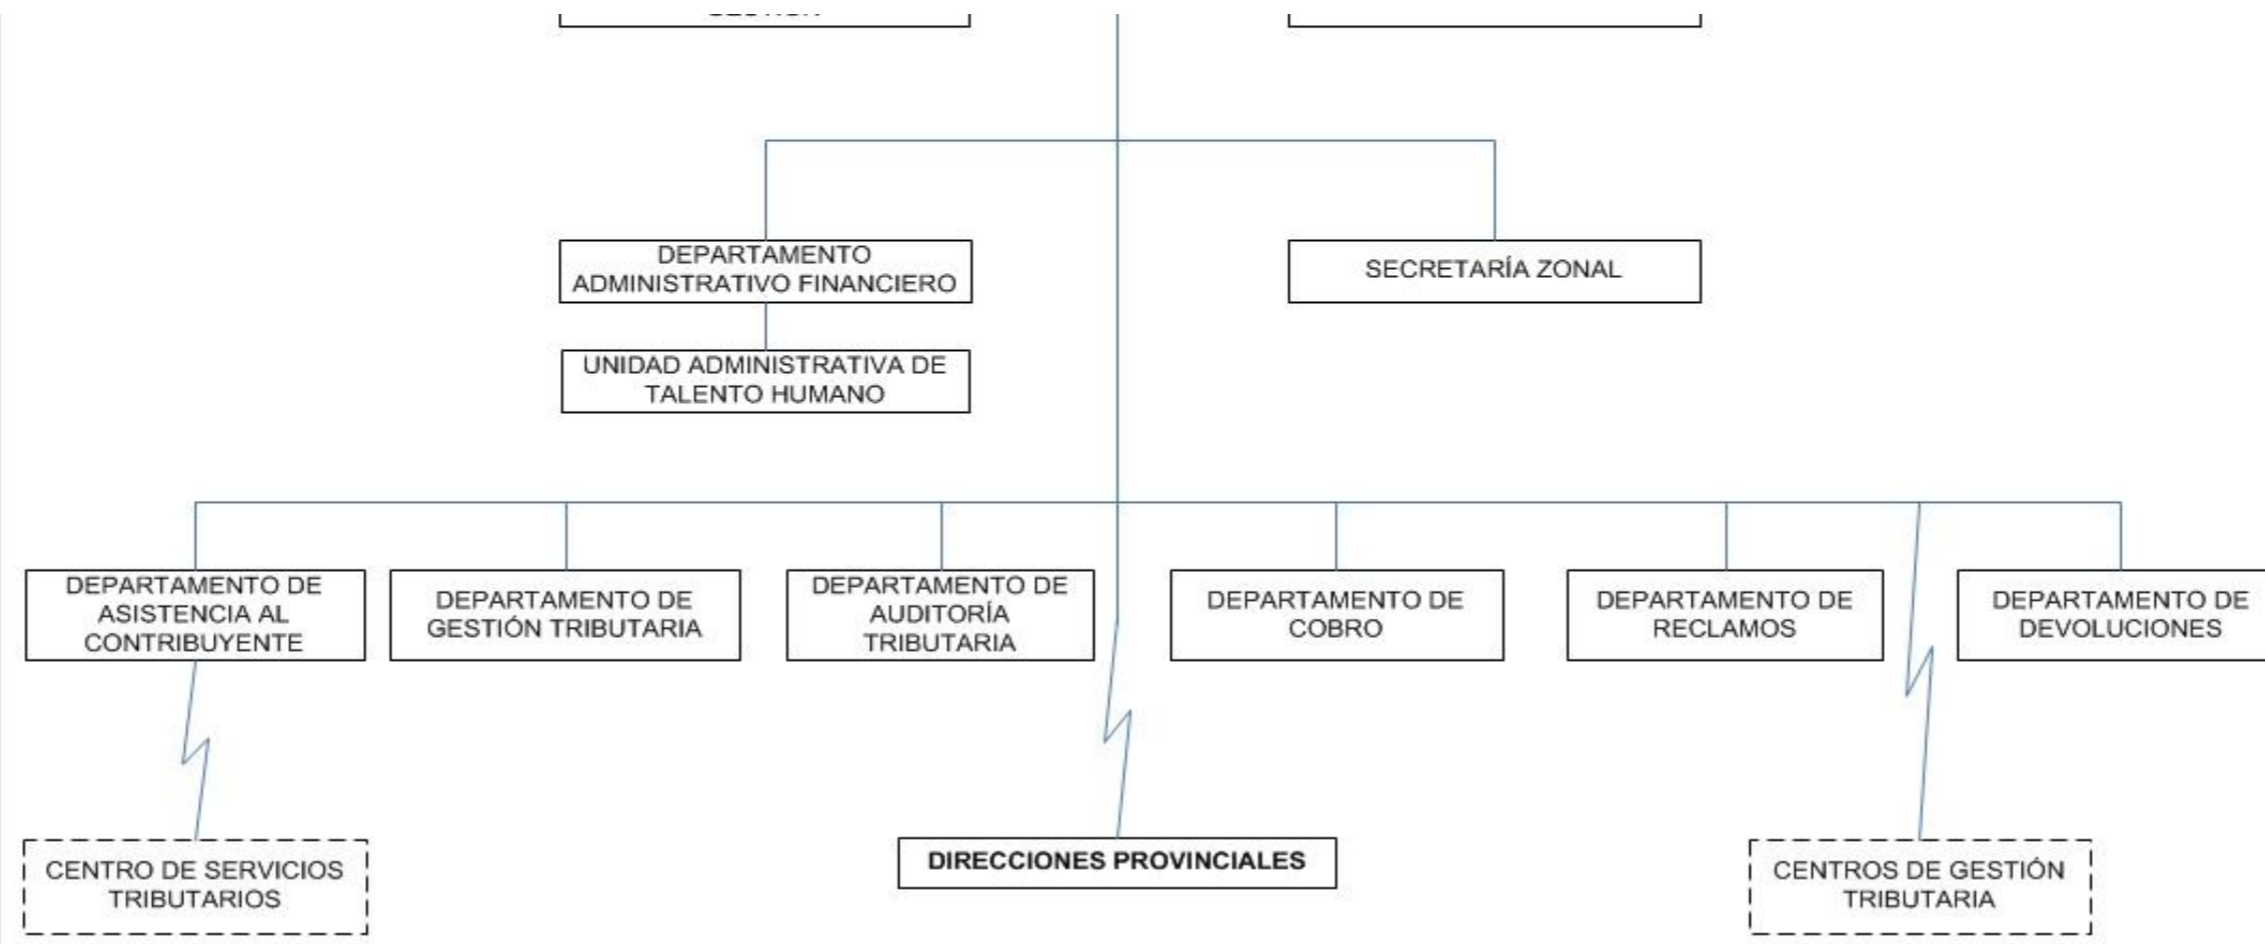 DEPARTAMENTO
ADMINISTRATIVO FINANCIERO
SECRETARÍA ZONAL
UNIDAD ADMINISTRATIVA DE
TALENTO HUMANO
DEPARTAMENTO DE
ASISTENCIA AL
CONTRIBUYENTE
DEPARTAMENTO DE
GESTIÓN TRIBUTARIA
DEPARTAMENTO DE
AUDITORÍA
TRIBUTARIA
DEPARTAMENTO DE
COBRO
DEPARTAMENTO DE
RECLAMOS
DEPARTAMENTO DE
DEVOLUCIONES
CENTRO DE SERVICIOS
TRIBUTARIOS
DIRECCIONES PROVINCIALES
CENTROS DE GESTIÓN
TRIBUTARIA